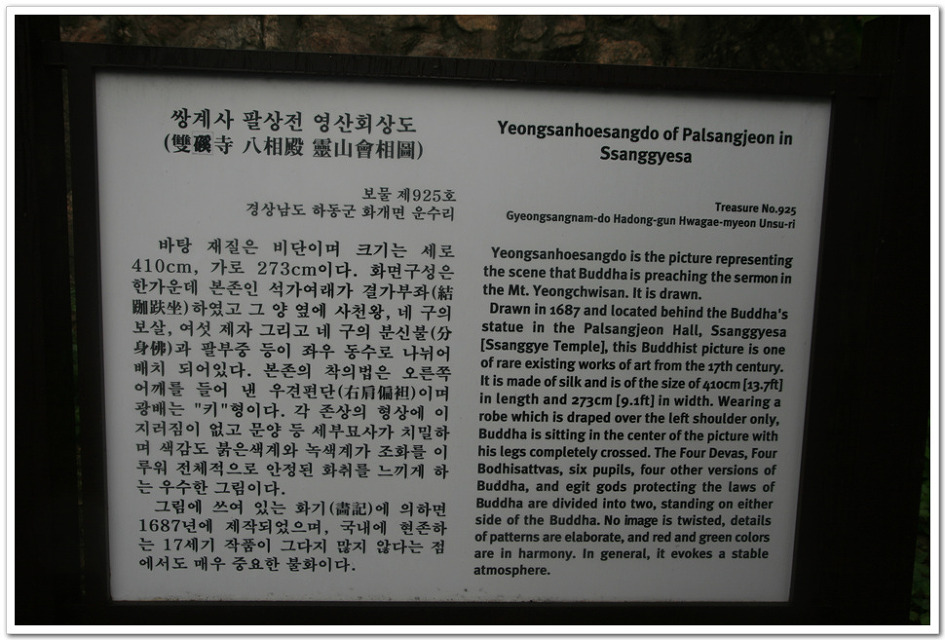 쌍계사 팔상전 영산회상도
(雙磎寺 八相殿 靈山會相圖)
보물 제925호
경상남도 하동군 화개면 운수리
바탕 재질은 비단이며 크기는 세로
410cm, 가로 273cm이다. 화면구성은
한가운데 본존인 석가여래가 결가부좌(結
跏趺坐)하였고 그 양 옆에 사천왕, 네 구의
보살, 여섯 제자 그리고 네 구의 분신불(分
身佛)과 팔부중 등이 좌우 동수로 나뉘어
배치 되어있다. 본존의 착의법은 오른쪽
어깨를 들어 낸 우견편단(右肩偏袒)이며
광배는 "키"형이다. 각 존상의 형상에 이
지러짐이 없고 문양 등 세부묘사가 치밀하
며 색감도 붉은색계와 녹색계가 조화를 이
루워 전체적으로 안정된 화취를 느끼게 하
는 우수한 그림이다.
그림에 쓰여 있는 화기(畵記)에 의하면
1687년에 제작되었으며, 국내에 현존하
는 17세기 작품이 그다지 많지 않다는 점
에서도 매우 중요한 불화이다.
Yeongsanhoesangdo of Palsangjeon in
Ssanggyesa
Treasure No.925
Gyeongsangnam-do Hadong-gun Hwagae-myeon Unsu-ri
Yeongsanhoesangdo is the picture representing
the scene that Buddha is preaching the sermon in
the Mt. Yeongchwisan. It is drawn.
Drawn in 1687 and located behind the Buddha's
statue in the Palsangjeon Hall, Ssanggyesa
[Ssanggye Temple], this Buddhist picture is one
of rare existing works of art from the 17th century.
It is made of silk and is of the size of 410cm [13.7ft]
in length and 273cm [9.1ft] in width. Wearing a
robe which is draped over the left shoulder only,
Buddha is sitting in the center of the picture with
his legs completely crossed. The Four Devas, Four
Bodhisattvas, six pupils, four other versions of
Buddha, and egit gods protecting the laws of
Buddha are divided into two, standing on either
side of the Buddha. No image is twisted, details
of patterns are elaborate, and red and green colors
are in harmony. In general, it evokes a stable
atmosphere.